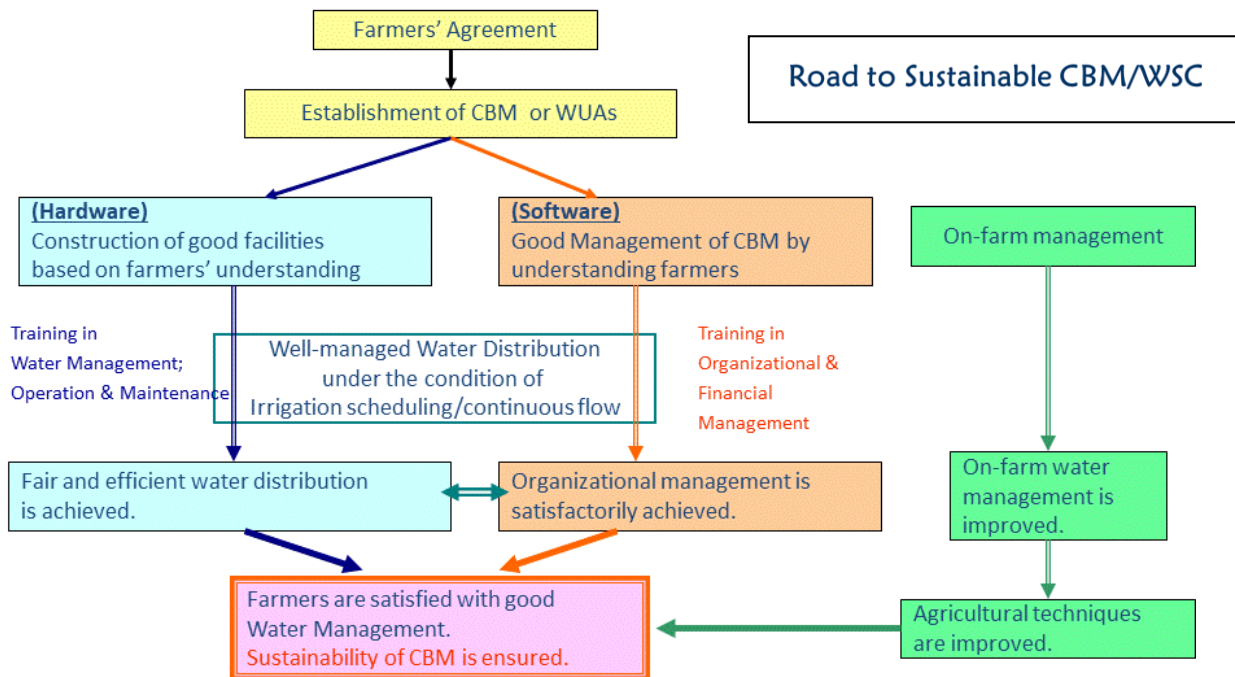 Farmers' Agreement
Road to Sustainable CBM/WSC
Establishment of CBM or WUAs
(Hardware)
Construction of good facilities
based on farmers' understanding
(Software)
Good Management of CBM by
understanding farmers
On-farm management
Training in
Water Management;
Operation & Maintenance
Well-managed Water Distribution
under the condition of
Irrigation scheduling/continuous flow
Training in
Organizational &
Financial
Management
Fair and efficient water distribution
is achieved.
Organizational management is
satisfactorily achieved.
On-farm water
management is
improved.
Farmers are satisfied with good
Water Management.
Sustainability of CBM is ensured.
Agricultural techniques
are improved.